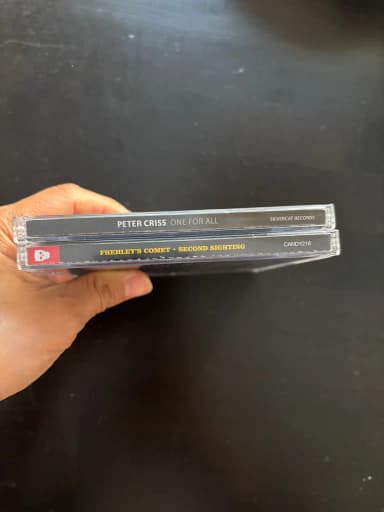 PETER CRISS ONE FOR ALL SILVERCAT RECORDS
FREHLEY'S COMET • SECOND SIGHTING CANDY216